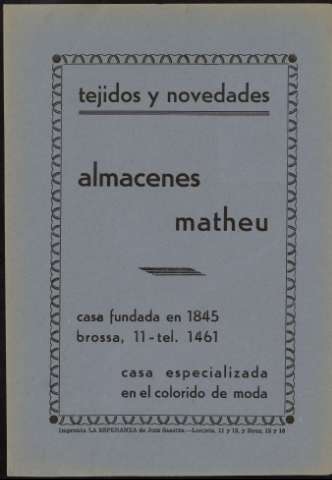 tejidos y novedades
almacenes
matheu
casa fundada en 1845
brossa, 11 - tel. 1461
casa especializada
en el colorido de moda
Imprenta LA ESPERANZA de José